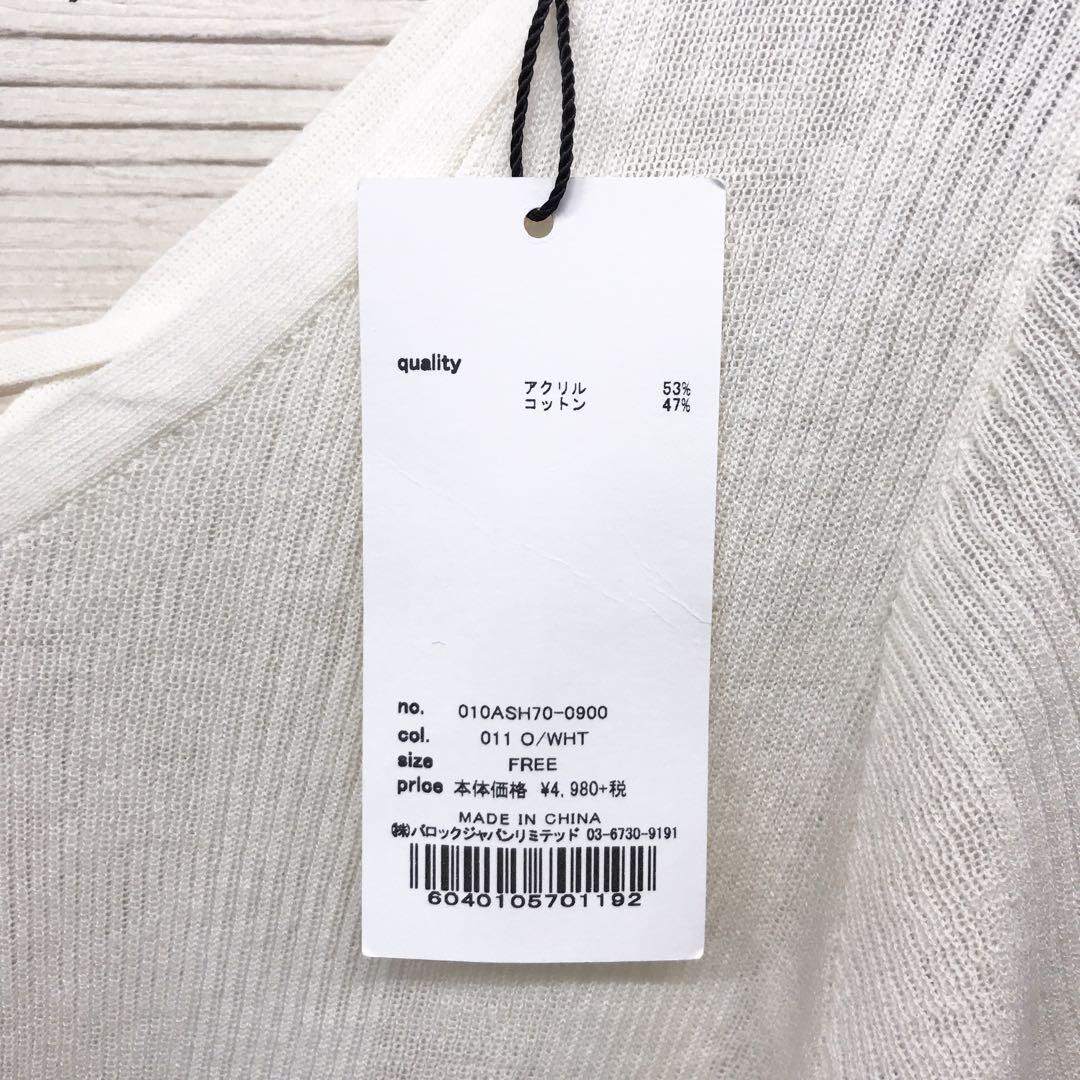 quality
アクリル 53%
コットン 47%
no. 010ASH70-0900
col. 011 O/WHT
size FREE
price 本体価格 ¥4,980+税
MADE IN CHINA
㈱バロックジャパンリミテッド 03-6730-9191
6040105701192